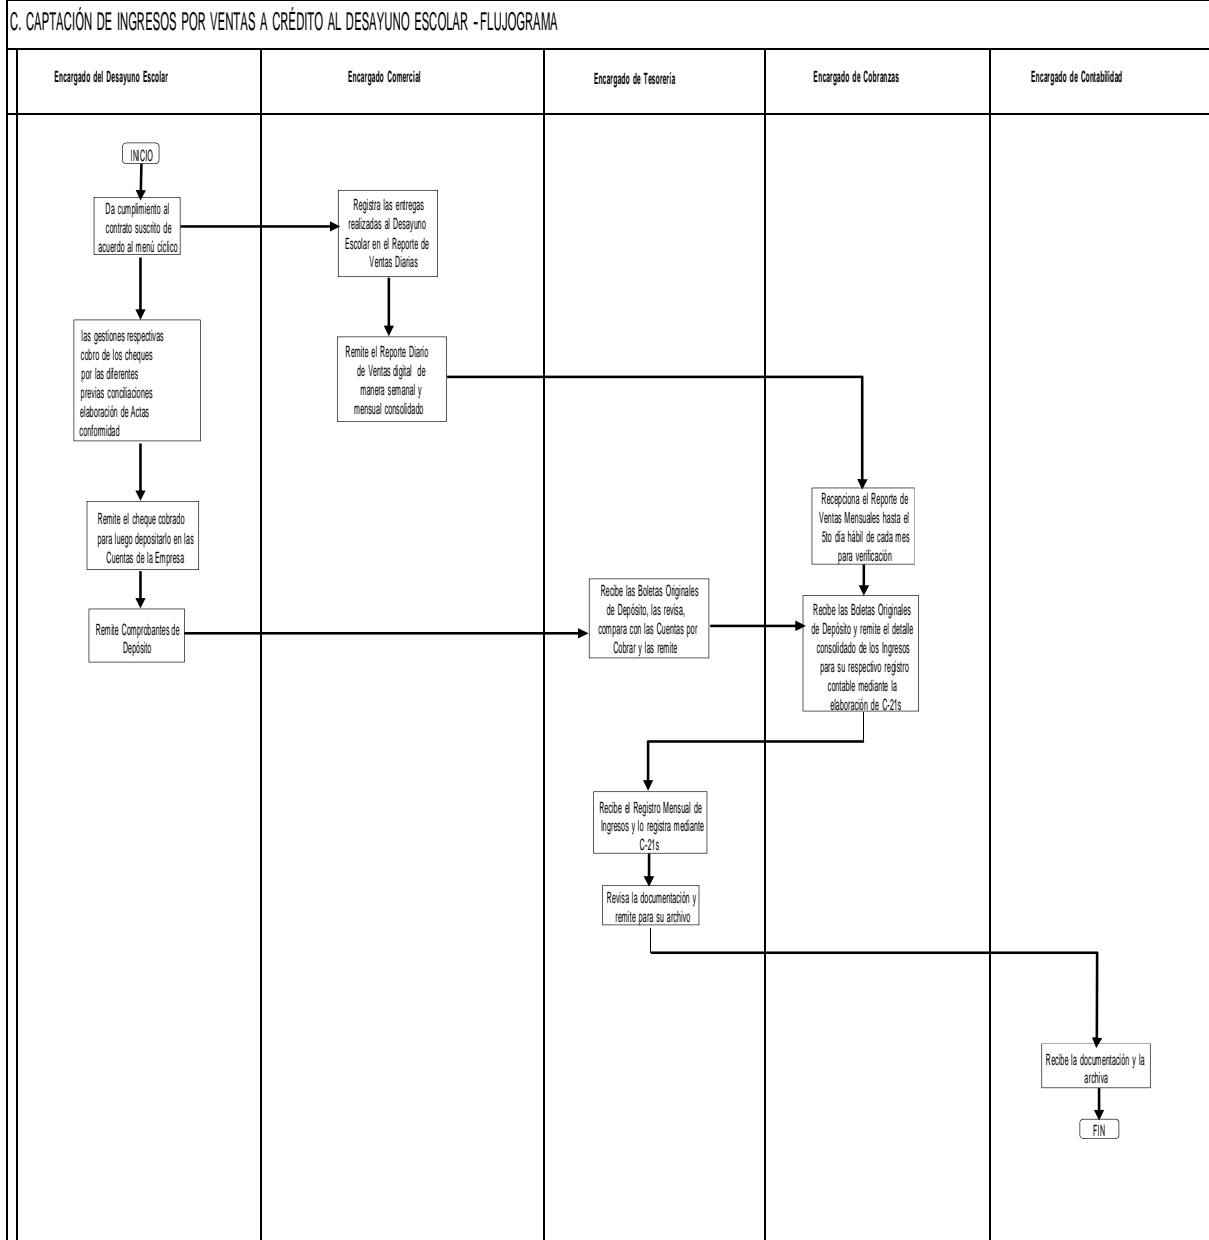 C. CAPTACIÓN DE INGRESOS POR VENTAS A CRÉDITO AL DESAYUNO ESCOLAR - FLUJOGRAMA
Encargado del Desayuno Escolar
Encargado Comercial
Encargado de Tesorería
Encargado de Cobranzas
Encargado de Contabilidad
INICIO
Da cumplimiento al
contrato suscrito de
acuerdo al menú cíclico
Registra las entregas
realizadas al Desayuno
Escolar en el Reporte de
Ventas Diarias
las gestiones respectivas
cobro de los cheques
por las diferentes
previas conciliaciones
elaboración de Actas
conformidad
Remite el Reporte Diario
de Ventas digital de
manera semanal y
mensual consolidado
Remite el cheque cobrado
para luego depositarlo en las
Cuentas de la Empresa
Recepciona el Reporte de
Ventas Mensuales hasta el
5to día hábil de cada mes
para verificación
Remite Comprobantes de
Depósito
Recibe las Boletas Originales
de Depósito, las revisa,
compara con las Cuentas por
Cobrar y las remite
Recibe las Boletas Originales
de Depósito y remite el detalle
consolidado de los Ingresos
para su respectivo registro
contable mediante la
elaboración de C-21s
Recibe el Registro Mensual de
Ingresos y lo registra mediante
C-21s
Revisa la documentación y
remite para su archivo
Recibe la documentación y la
archiva
FIN